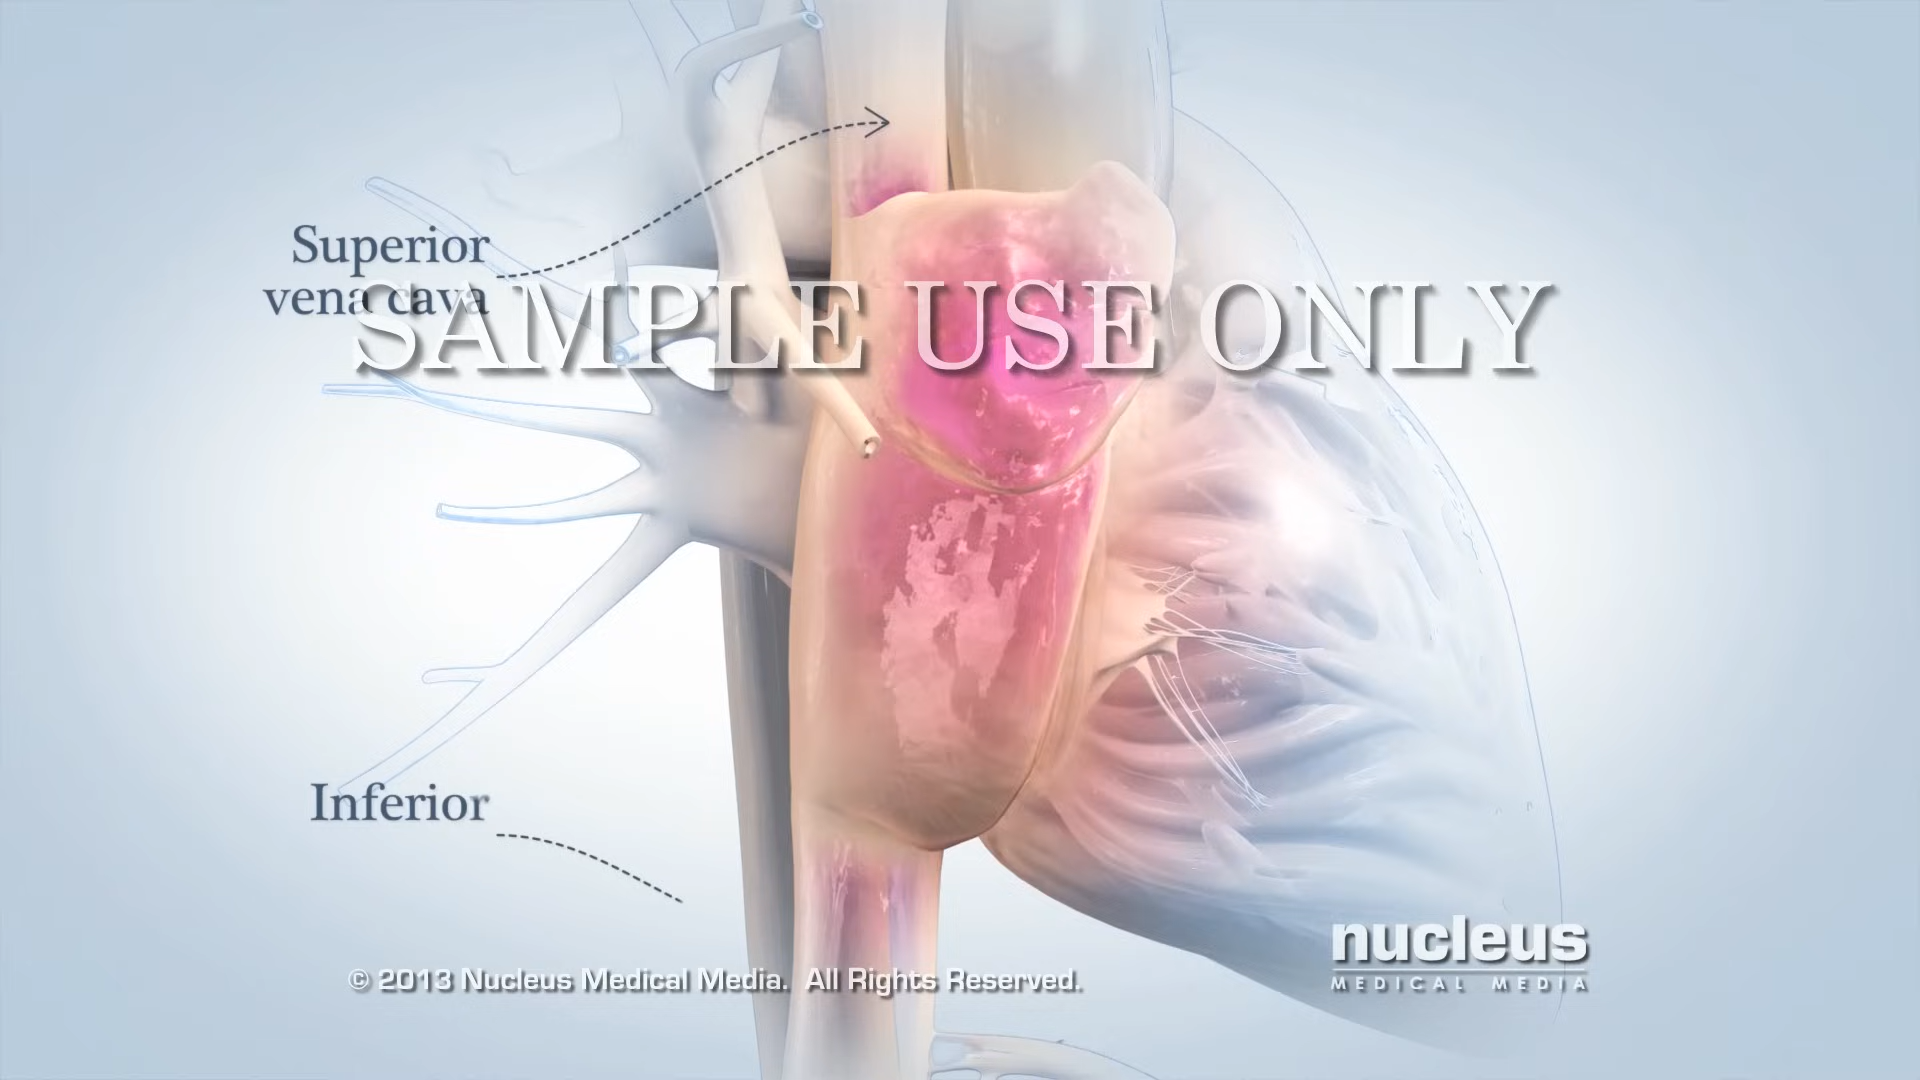 Superior
vena cava
SAMPLE USE ONLY
Inferior
nucleus
MEDICAL MEDIA
© 2013 Nucleus Medical Media. All Rights Reserved.